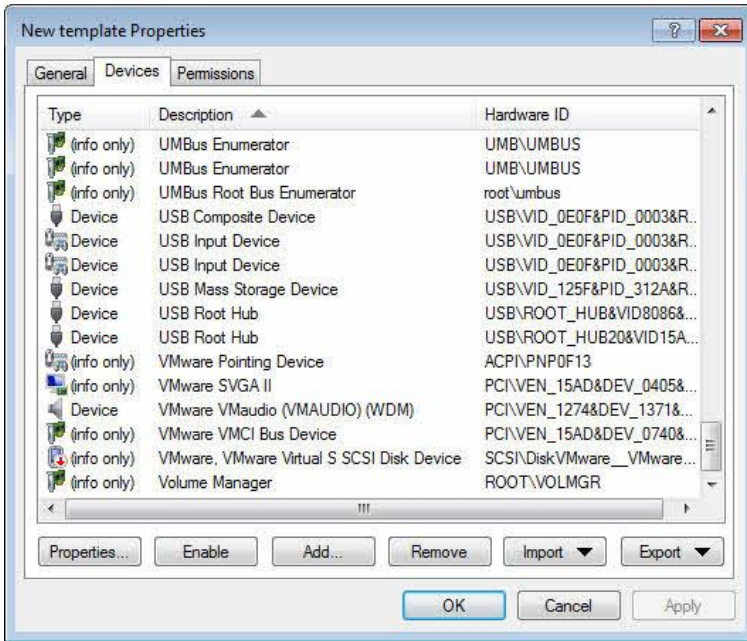 New template Properties
General Devices Permissions
Type Description Hardware ID
(info only) UMBus Enumerator UMB\UMBUS
(info only) UMBus Enumerator UMB\UMBUS
(info only) UMBus Root Bus Enumerator root\umbus
Device USB Composite Device USB\VID_0E0F&PID_0003&R..
Device USB Input Device USB\VID_0E0F&PID_0003&R..
Device USB Input Device USB\VID_0E0F&PID_0003&R..
Device USB Mass Storage Device USB\VID_125F&PID_312A&R..
Device USB Root Hub USB\ROOT_HUB&VID8086&...
Device USB Root Hub USB\ROOT_HUB20&VID15A...
(info only) VMware Pointing Device ACPI\PNP0F13
(info only) VMware SVGA II PCI\VEN_15AD&DEV_0405&...
Device VMware VMaudio (VMAUDIO) (WDM) PCI\VEN_1274&DEV_1371&...
(info only) VMware VMCI Bus Device PCI\VEN_15AD&DEV_0740&...
(info only) VMware, VMware Virtual S SCSI Disk Device SCSI\DiskVMware__VMware...
(info only) Volume Manager ROOT\VOLMGR
Properties... Enable Add... Remove Import Export
OK Cancel Apply